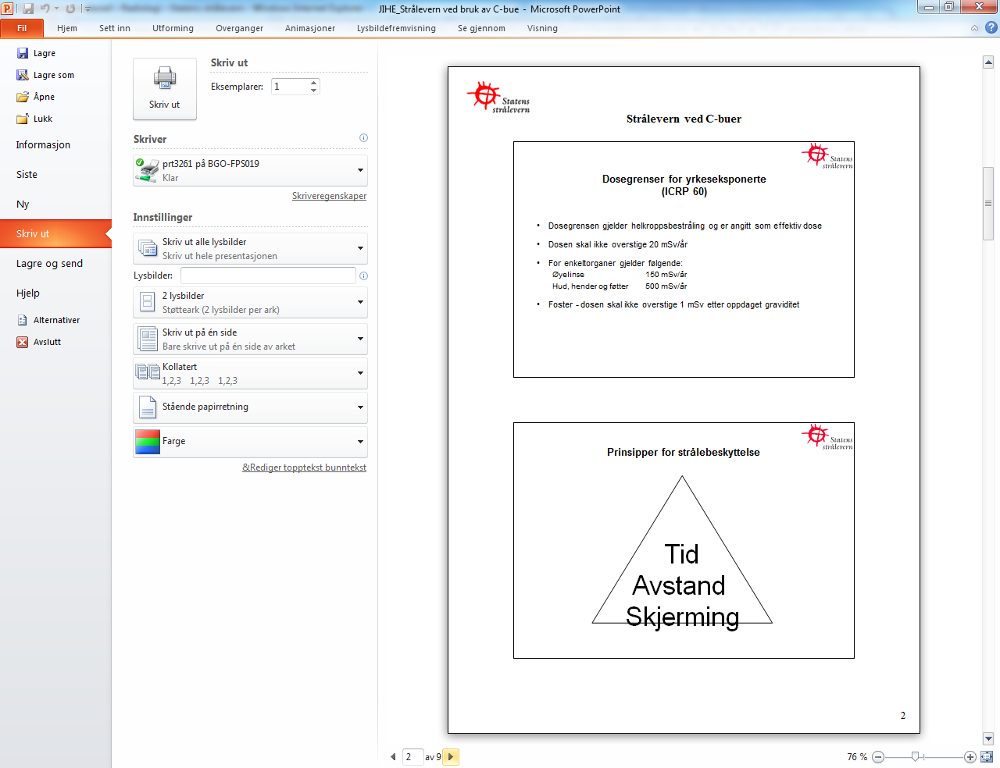 JIHE_Strålevern ved bruk av C-bue - Microsoft PowerPoint
Fil Hjem Sett inn Utforming Overganger Animasjoner Lysbildefremvisning Se gjennom Visning
Lagre
Lagre som
Åpne
Lukk
Informasjon
Siste
Ny
Skriv ut
Lagre og send
Hjelp
Alternativer
Avslutt
Skriv ut
Skriv ut
Eksemplarer: 1
Skriver
prt3261 på BGO-FPS019
Klar
Skriveregenskaper
Innstillinger
Skriv ut alle lysbilder
Skriv ut hele presentasjonen
Lysbilder:
2 lysbilder
Støtteark (2 lysbilder per ark)
Skriv ut på én side
Bare skrive ut på én side av arket
Kollatert
1,2,3 1,2,3 1,2,3
Stående papirretning
Farge
&Rediger topptekst bunntekst
Statens
strålevern
Strålevern ved C-buer
Statens
strålevern
Dosegrenser for yrkeseksponerte
(ICRP 60)
• Dosegrensen gjelder helkroppsbestråling og er angitt som effektiv dose
• Dosen skal ikke overstige 20 mSv/år
• For enkeltorganer gjelder følgende:
Øyelinse 150 mSv/år
Hud, hender og føtter 500 mSv/år
• Foster - dosen skal ikke overstige 1 mSv etter oppdaget graviditet
Statens
strålevern
Prinsipper for strålebeskyttelse
Tid
Avstand
Skjerming
2
2 av 9
76 %